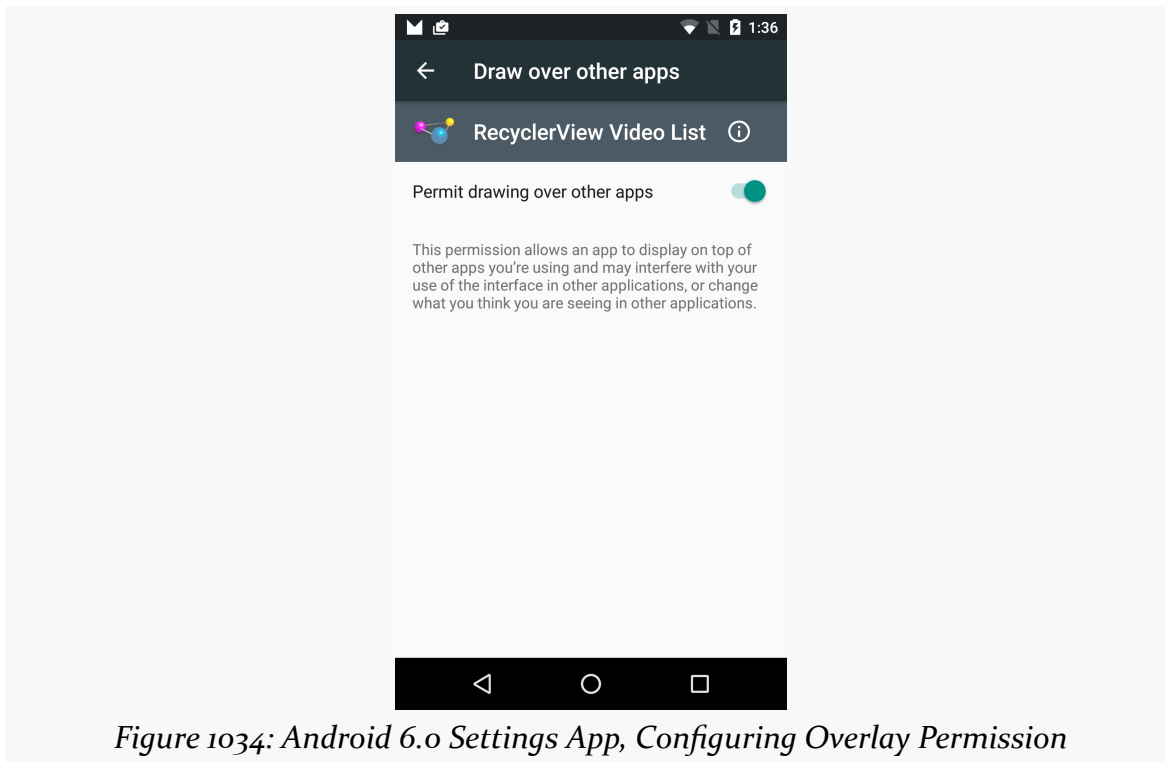 1:36
Draw over other apps
RecyclerView Video List
Permit drawing over other apps
This permission allows an app to display on top of
other apps you’re using and may interfere with your
use of the interface in other applications, or change
what you think you are seeing in other applications.
Figure 1034: Android 6.0 Settings App, Configuring Overlay Permission